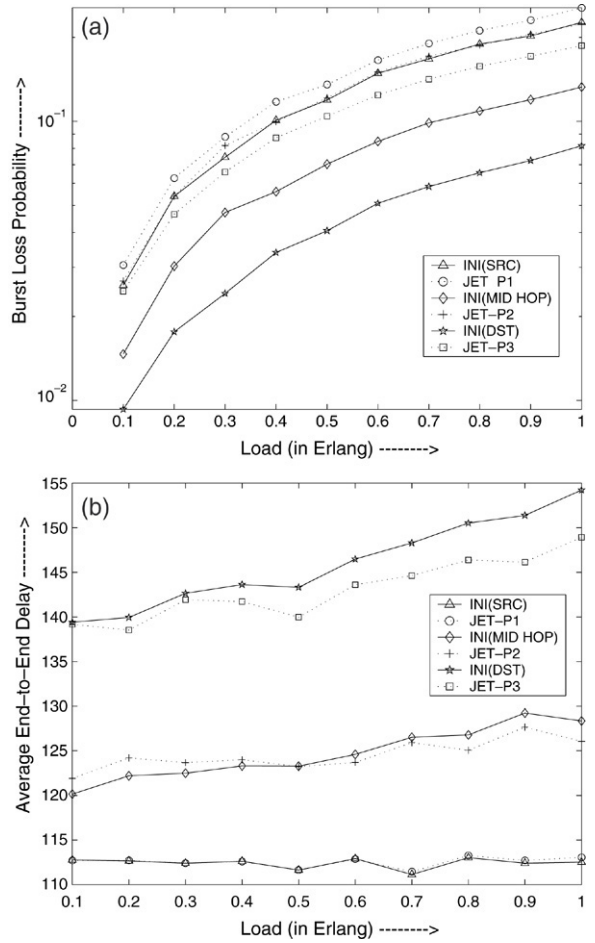 (a)
Burst Loss Probability ------->
10⁻¹
10⁻²
INI(SRC)
JET P1
INI(MID HOP)
JET–P2
INI(DST)
JET–P3
0 0.1 0.2 0.3 0.4 0.5 0.6 0.7 0.8 0.9 1
Load (in Erlang) -------->
(b)
Average End–to–End Delay ------->
155
150
145
140
135
130
125
120
113
110
INI(SRC)
JET–P1
INI(MID HOP)
JET–P2
INI(DST)
JET–P3
0.1 0.2 0.3 0.4 0.5 0.6 0.7 0.8 0.9 1
Load (in Erlang) -------->